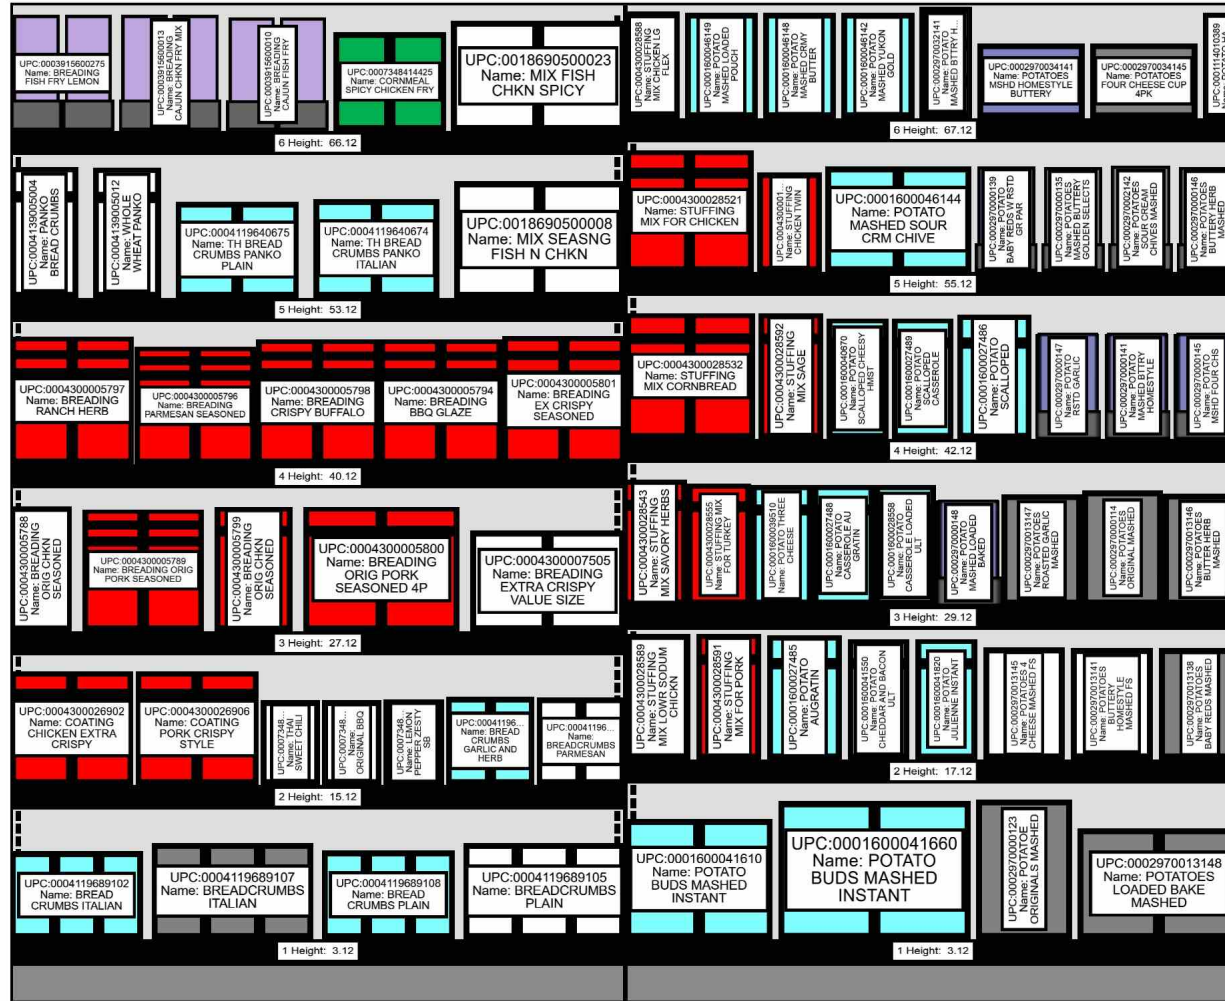 UPC:0003915600275
Name: BREADING
FISH FRY LEMON
UPC:0003915600013
Name: BREADING
CAJUN CHKN FRY MIX
UPC:0003915600010
Name: BREADING
CAJUN FISH FRY
UPC:0007348414425
Name: CORNMEAL
SPICY CHICKEN FRY
UPC:0018690500023
Name: MIX FISH
CHKN SPICY
6 Height: 66.12
UPC:0004139005004
Name: PANKO
BREAD CRUMBS
UPC:0004139005012
Name: WHOLE
WHEAT PANKO
UPC:0004119640675
Name: TH BREAD
CRUMBS PANKO
PLAIN
UPC:0004119640674
Name: TH BREAD
CRUMBS PANKO
ITALIAN
UPC:0018690500008
Name: MIX SEASNG
FISH N CHKN
5 Height: 53.12
UPC:0004300005797
Name: BREADING
RANCH HERB
UPC:0004300005796
Name: BREADING
PARMESAN SEASONED
UPC:0004300005798
Name: BREADING
CRISPY BUFFALO
UPC:0004300005794
Name: BREADING
BBQ GLAZE
UPC:0004300005801
Name: BREADING
EX CRISPY
SEASONED
4 Height: 40.12
UPC:0004300005788
Name: BREADING
ORIG CHKN
SEASONED
UPC:0004300005789
Name: BREADING ORIG
PORK SEASONED
UPC:0004300005799
Name: BREADING
ORIG CHKN
SEASONED
UPC:0004300005800
Name: BREADING
ORIG PORK
SEASONED 4P
UPC:0004300007505
Name: BREADING
EXTRA CRISPY
VALUE SIZE
3 Height: 27.12
UPC:0004300026902
Name: COATING
CHICKEN EXTRA
CRISPY
UPC:0004300026906
Name: COATING
PORK CRISPY
STYLE
UPC:0007348...
Name: THAI
SWEET CHILI
UPC:0007348...
Name:
ORIGINAL BBQ
UPC:0007348...
Name: LEMON
PEPPER ZESTY
SB
UPC:00041196...
Name: BREAD
CRUMBS
GARLIC AND
HERB
UPC:00041196...
Name:
BREADCRUMBS
PARMESAN
2 Height: 15.12
UPC:0004119689102
Name: BREAD
CRUMBS ITALIAN
UPC:0004119689107
Name: BREADCRUMBS
ITALIAN
UPC:0004119689108
Name: BREAD
CRUMBS PLAIN
UPC:0004119689105
Name: BREADCRUMBS
PLAIN
1 Height: 3.12
UPC:0004300028588
Name: STUFFING
MIX CHICKEN LG
FLEX
UPC:0001600046149
Name: POTATO
MASHED LOADED
POUCH
UPC:0001600046148
Name: POTATO
MASHED CRMY
BUTTER
UPC:0001600046142
Name: POTATO
MASHED YUKON
GOLD
UPC:0002970032141
Name: POTATO
MASHED BTTRY H...
UPC:0002970034141
Name: POTATOES
MSHD HOMESTYLE
BUTTERY
UPC:0002970034145
Name: POTATOES
FOUR CHEESE CUP
4PK
6 Height: 67.12
UPC:0004300028521
Name: STUFFING
MIX FOR CHICKEN
UPC:000430001...
Name: STUFFING
CHICKEN TWIN
UPC:0001600046144
Name: POTATO
MASHED SOUR
CRM CHIVE
UPC:0002970000139
Name: POTATO
BABY REDS W RSTD
GR PAR
UPC:0002970000135
Name: POTATOES
MASHED BUTTERY
GOLDEN SELECTS
UPC:0002970002142
Name: POTATOES
SOUR CREAM
CHIVES MASHED
UPC:0002970000146
Name: POTATOES
BUTTERY HERB
MASHED
5 Height: 55.12
UPC:0004300028532
Name: STUFFING
MIX CORNBREAD
UPC:0004300028592
Name: STUFFING
MIX SAGE
UPC:0001600040670
Name: POTATO
SCALLOPED CHEESY
HMST
UPC:0001600027489
Name: POTATO
SCALLOPED
CASSEROLE
UPC:0001600027486
Name: POTATO
SCALLOPED
UPC:0002970000147
Name: POTATO
RSTD GARLIC
UPC:0002970000141
Name: POTATO
MASHED BTTRY
HOMESTYLE
UPC:0002970000145
Name: POTATO
MSHD FOUR CHS
4 Height: 42.12
UPC:0004300028543
Name: STUFFING
MIX SAVORY HERBS
UPC:0004300028555
Name: STUFFING MIX
FOR TURKEY
UPC:0001600039510
Name: POTATO THREE
CHEESE
UPC:0001600027488
Name: POTATO
CASSEROLE AU
GRATIN
UPC:0001600028558
Name: POTATO
CASSEROLE LOADED
ULT
UPC:0002970000148
Name: POTATO
MASHED LOADED
BAKED
UPC:0002970013147
Name: POTATOES
ROASTED GARLIC
MASHED
UPC:0002970000114
Name: POTATOES
ORIGINAL MASHED
UPC:0002970013146
Name: POTATOES
BUTTER HERB
MASHED
3 Height: 29.12
UPC:0004300028589
Name: STUFFING
MIX LOWR SODIUM
CHICKN
UPC:0004300028591
Name: STUFFING
MIX FOR PORK
UPC:0001600027485
Name: POTATO
AUGRATIN
UPC:0001600041550
Name: POTATO
CHEDDAR AND BACON
ULT
UPC:0001600041820
Name: POTATO
JULIENNE INSTANT
UPC:0002970013145
Name: POTATOES 4
CHEESE MASHED FS
UPC:0002970013141
Name: POTATOES
BUTTERY
HOMESTYLE
MASHED FS
UPC:0002970013138
Name: POTATOES
BABY REDS MASHED
2 Height: 17.12
UPC:0001600041610
Name: POTATO
BUDS MASHED
INSTANT
UPC:0001600041660
Name: POTATO
BUDS MASHED
INSTANT
UPC:0002970000123
Name: POTATOE
ORIGINALS MASHED
UPC:0002970013148
Name: POTATOES
LOADED BAKE
MASHED
1 Height: 3.12